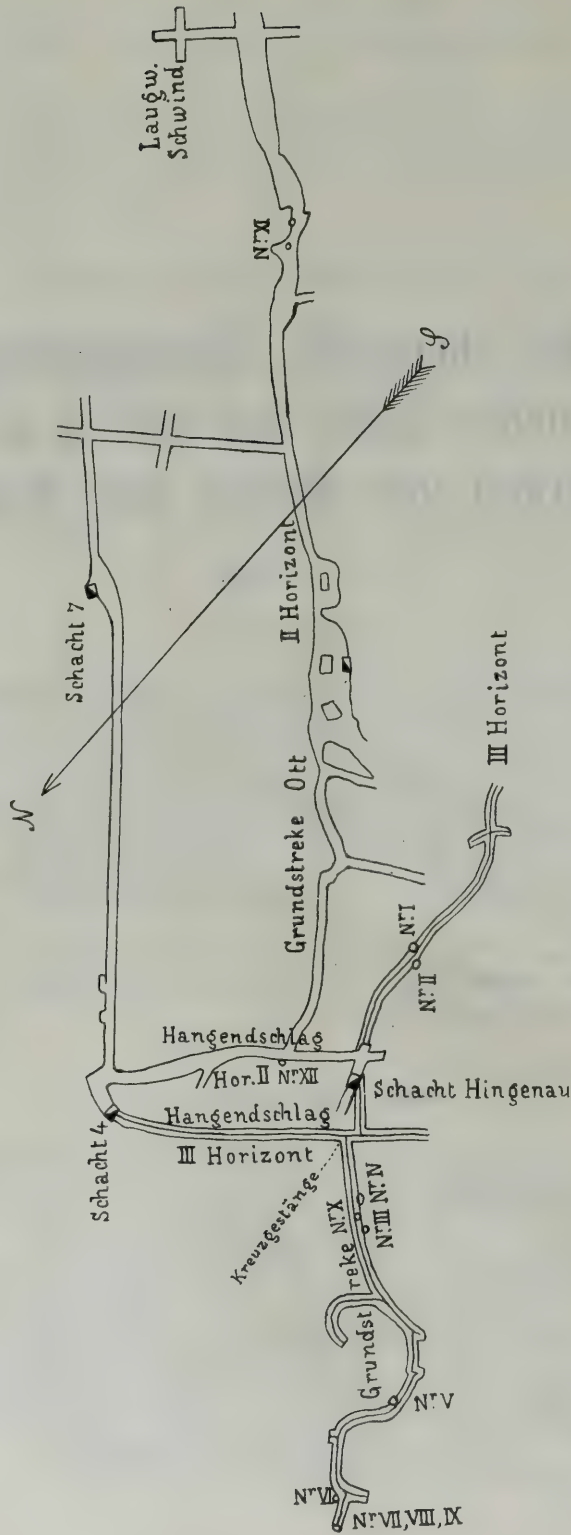 Laugw.
Schwind.
Nr. XI
S
N
Schacht 7
II Horizont
Grundstreke Ott
III Horizont
Nr. I
Nr. II
Hangendschlag
Hor. II
Nr. XII
Schacht Hingenau
Schacht 4
Hangendschlag
III Horizont
Kreuzgestänge
Grundstreke
Nr. X
Nr. III
Nr. IV
Nr. V
Nr. VI
Nr. VII, VIII, IX